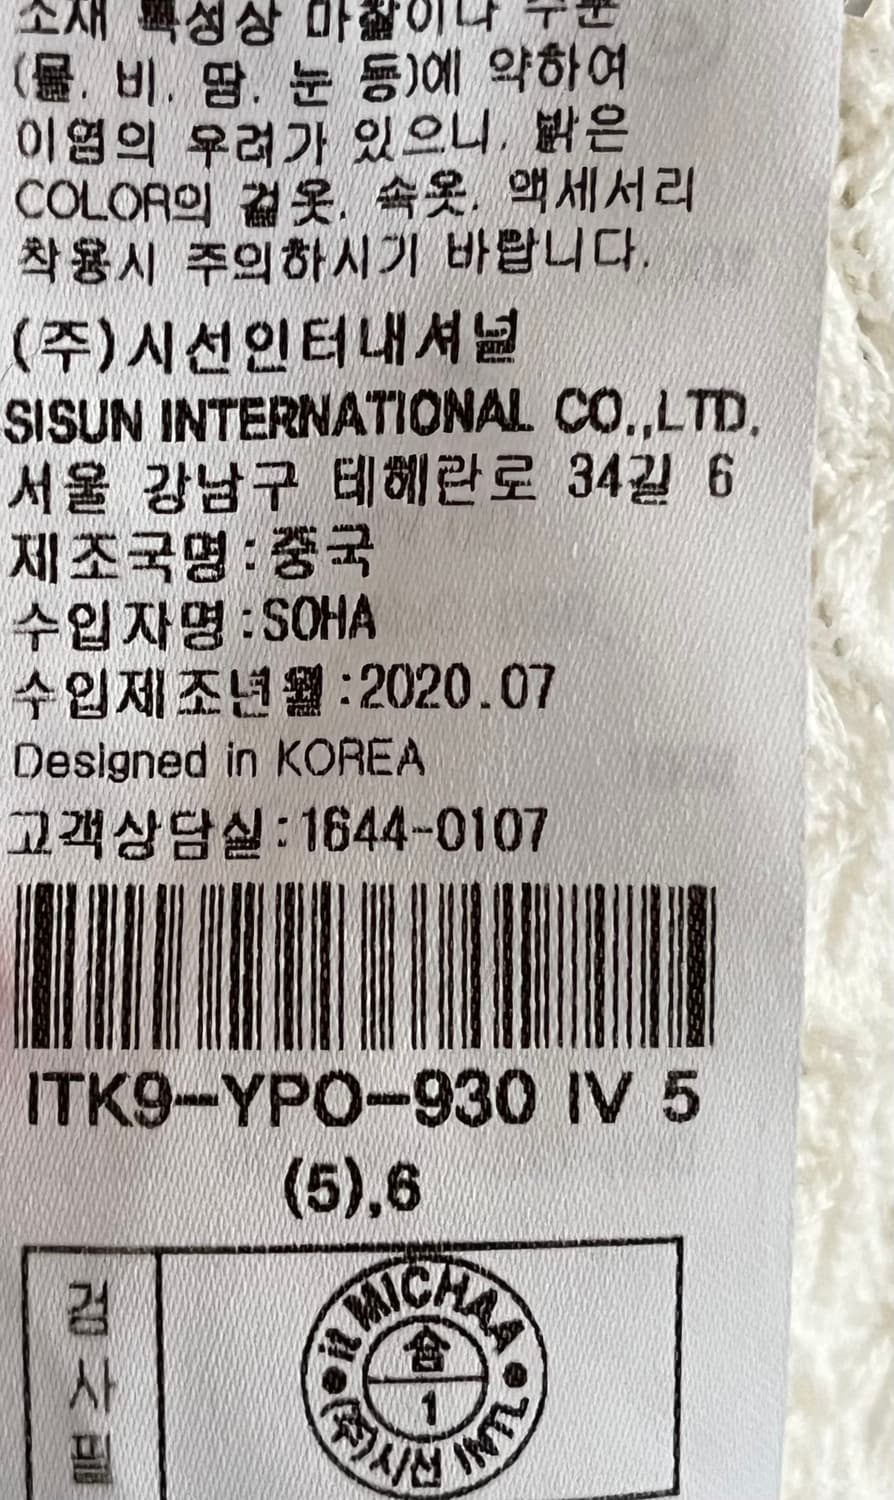 소재 특성상 마찰이나 수분
(물, 비, 땀, 눈 등)에 약하여
이염의 우려가 있으니, 밝은
COLOR의 겉옷, 속옷, 액세서리
착용시 주의하시기 바랍니다.
(주)시선인터내셔널
SISUN INTERNATIONAL CO.,LTD.
서울 강남구 테헤란로 34길 6
제조국명:중국
수입자명:SOHA
수입제조년월:2020.07
Designed in KOREA
고객상담실:1644-0107
ITK9-YPO-930 IV 5
(5),6
검사필
it MICHAA
合
1
(주)시선 INTL